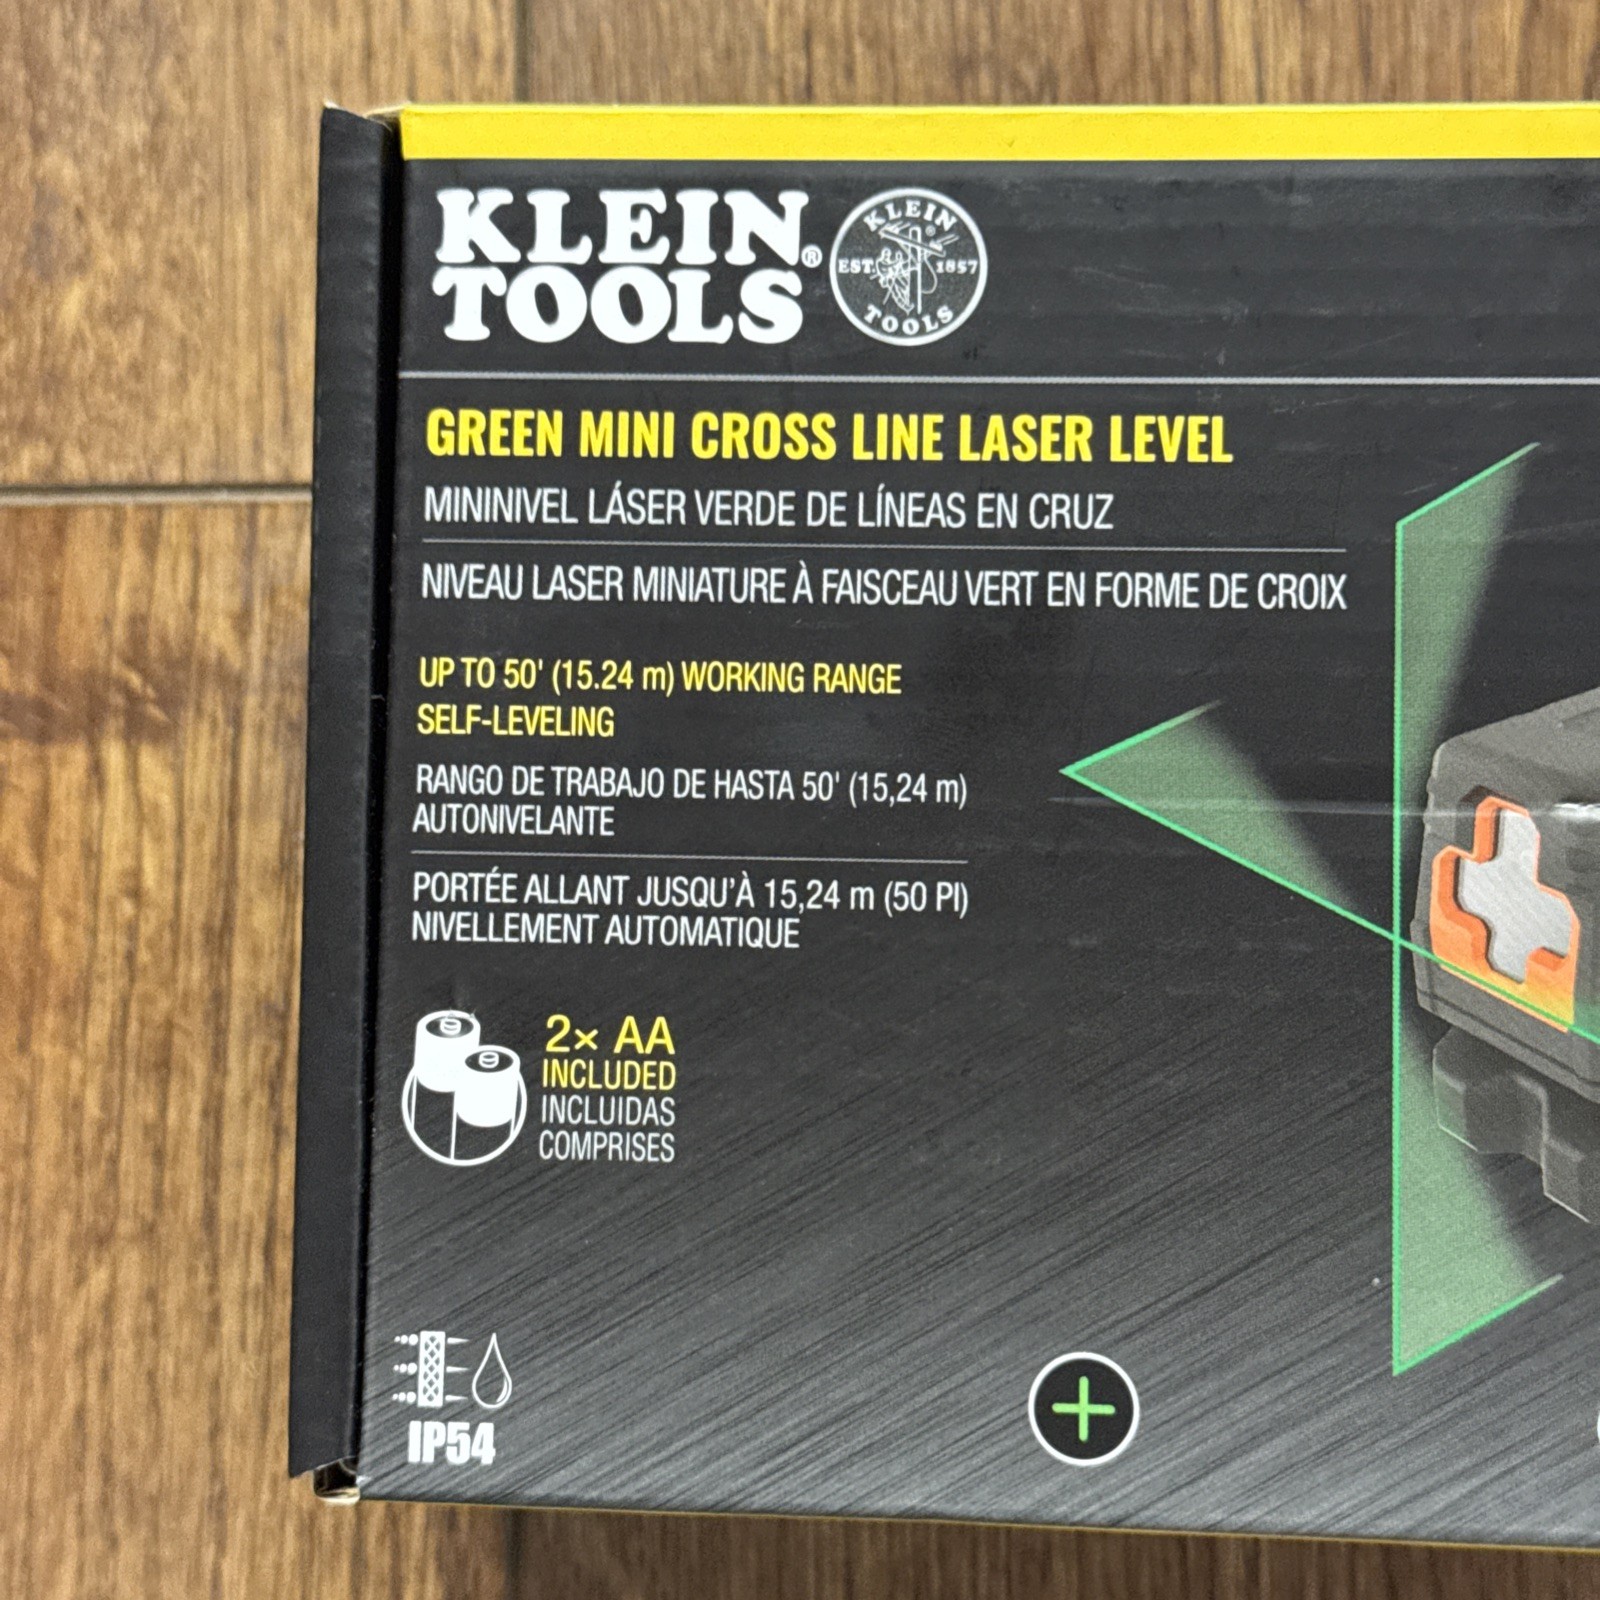 KLEIN
TOOLS®
KLEIN
®
EST. 1857
TOOLS
GREEN MINI CROSS LINE LASER LEVEL
MININIVEL LÁSER VERDE DE LÍNEAS EN CRUZ
NIVEAU LASER MINIATURE À FAISCEAU VERT EN FORME DE CROIX
UP TO 50' (15.24 m) WORKING RANGE
SELF-LEVELING
RANGO DE TRABAJO DE HASTA 50' (15,24 m)
AUTONIVELANTE
PORTÉE ALLANT JUSQU'À 15,24 m (50 PI)
NIVELLEMENT AUTOMATIQUE
2× AA
INCLUDED
INCLUIDAS
COMPRISES
IP54